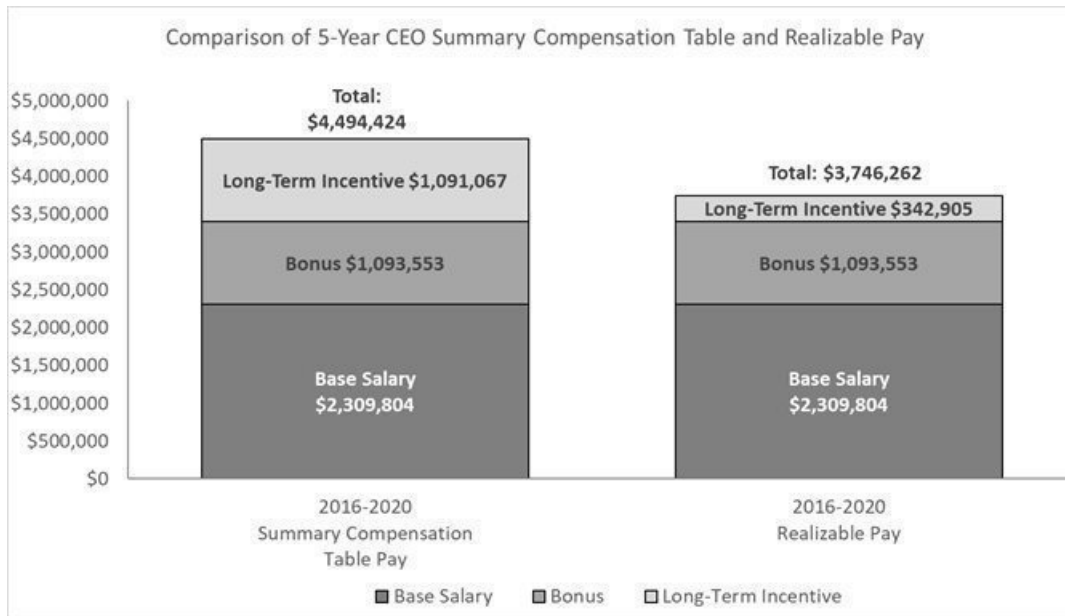 Comparison of 5-Year CEO Summary Compensation Table and Realizable Pay
$5,000,000
$4,500,000
$4,000,000
$3,500,000
$3,000,000
$2,500,000
$2,000,000
$1,500,000
$1,000,000
$500,000
$0
Total:
$4,494,424
Long-Term Incentive $1,091,067
Bonus $1,093,553
Base Salary
$2,309,804
Total: $3,746,262
Long-Term Incentive $342,905
Bonus $1,093,553
Base Salary
$2,309,804
2016-2020
Summary Compensation
Table Pay
2016-2020
Realizable Pay
Base Salary
Bonus
Long-Term Incentive